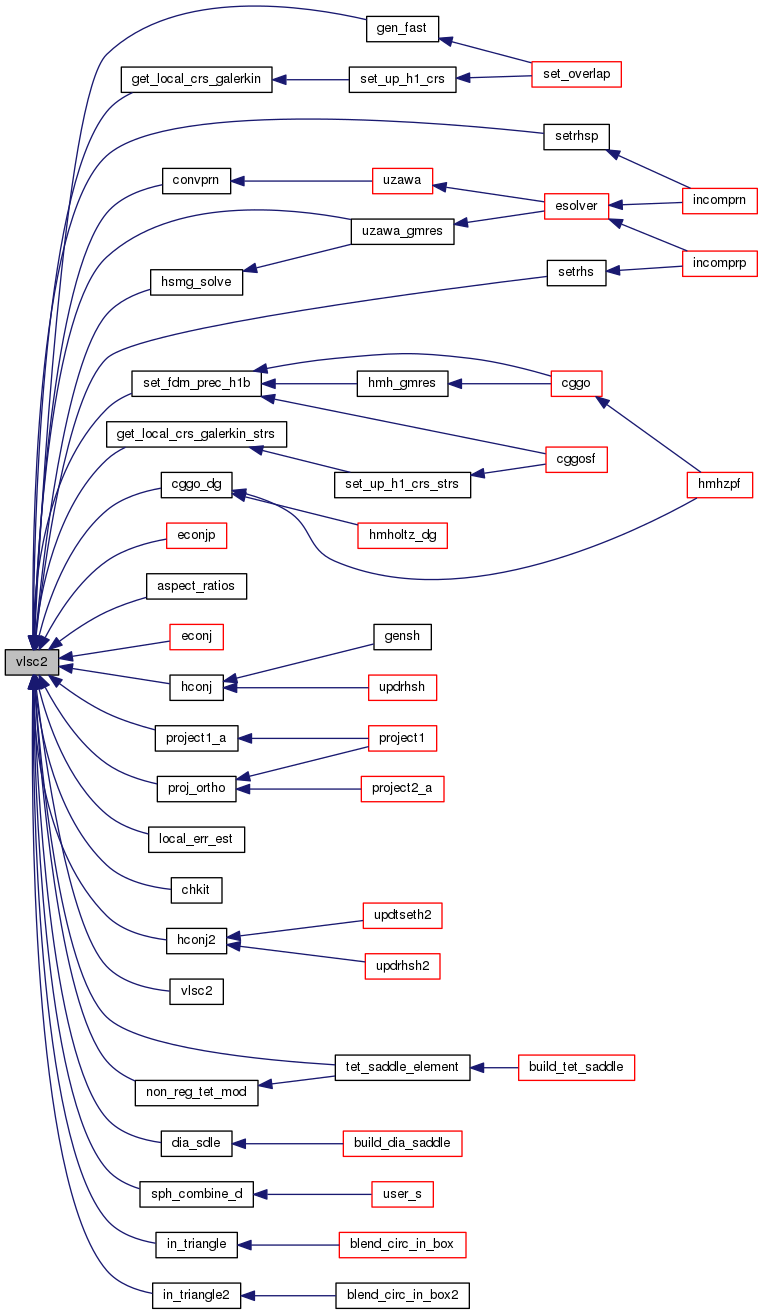 gen_fast
get_local_crs_galerkin
set_up_h1_crs
set_overlap
setrhsp
convprn
uzawa
incomprn
esolver
uzawa_gmres
incomprp
setrhs
hsmg_solve
set_fdm_prec_h1b
hmh_gmres
cggo
get_local_crs_galerkin_strs
cggosf
cggo_dg
set_up_h1_crs_strs
hmhzpf
econjp
hmholtz_dg
aspect_ratios
econj
gensh
vlsc2
hconj
updrhsh
project1_a
project1
proj_ortho
project2_a
local_err_est
chkit
updtseth2
hconj2
updrhsh2
vlsc2
tet_saddle_element
build_tet_saddle
non_reg_tet_mod
dia_sdle
build_dia_saddle
sph_combine_d
user_s
in_triangle
blend_circ_in_box
in_triangle2
blend_circ_in_box2